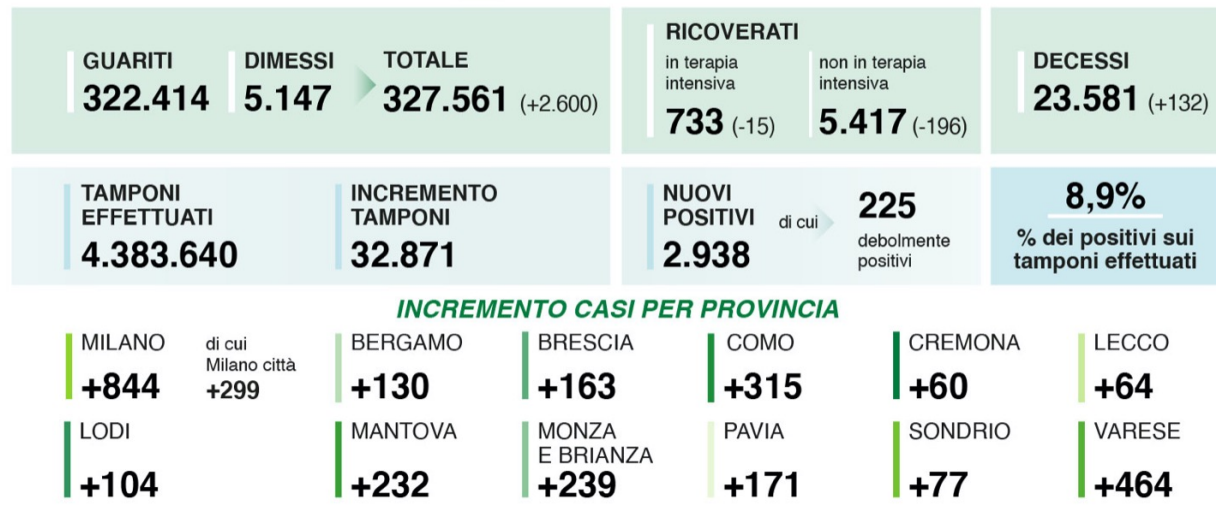 GUARITI
322.414
DIMESSI
5.147
TOTALE
327.561 (+2.600)
RICOVERATI
in terapia
intensiva
733 (-15)
non in terapia
intensiva
5.417 (-196)
DECESSI
23.581 (+132)
TAMPONI
EFFETTUATI
4.383.640
INCREMENTO
TAMPONI
32.871
NUOVI
POSITIVI
2.938
di cui
225
debolmente
positivi
8,9%
% dei positivi sui
tamponi effettuati
INCREMENTO CASI PER PROVINCIA
MILANO
+844
di cui
Milano città
+299
BERGAMO
+130
BRESCIA
+163
COMO
+315
CREMONA
+60
LECCO
+64
LODI
+104
MANTOVA
+232
MONZA
E BRIANZA
+239
PAVIA
+171
SONDRIO
+77
VARESE
+464